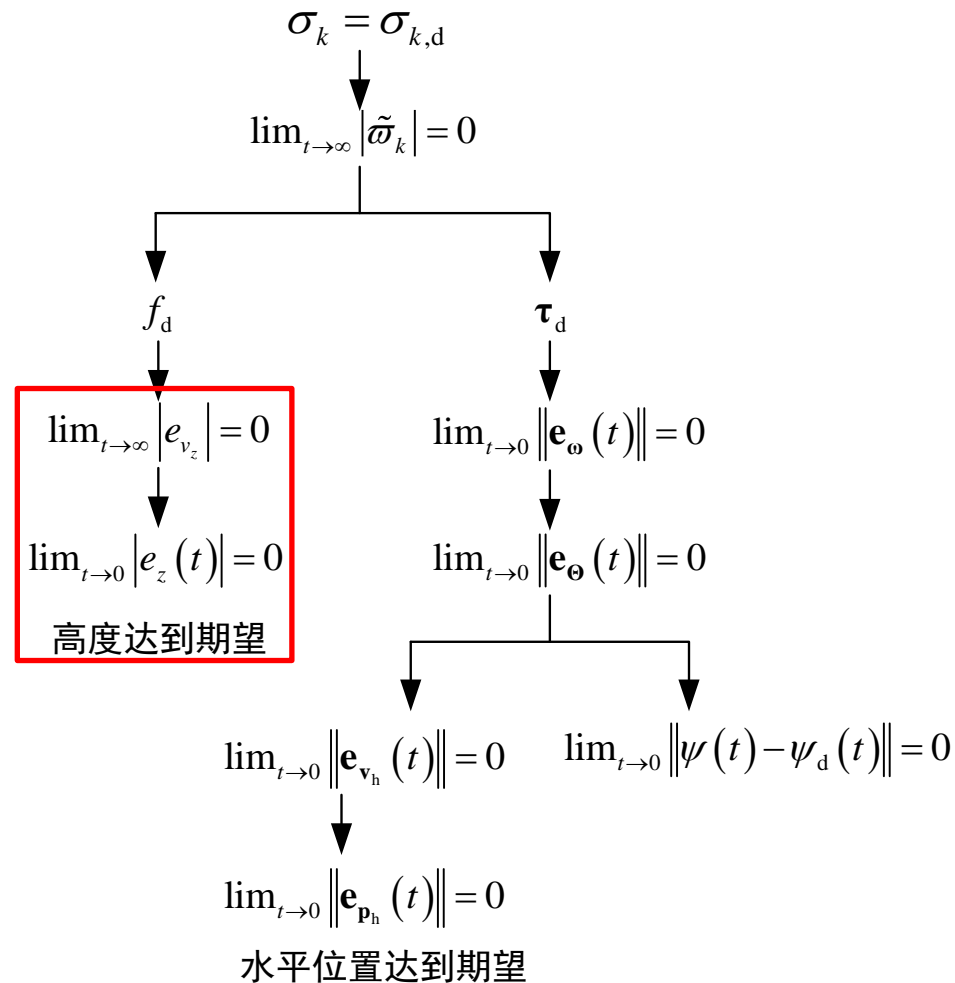 σₖ = σ_{k,d}
lim_{t→∞} |ϖ̃ₖ| = 0
f_d
τ_d
lim_{t→∞} |e_{v_z}| = 0
lim_{t→0} ‖e_ω(t)‖ = 0
lim_{t→0} |e_z(t)| = 0
lim_{t→0} ‖e_Θ(t)‖ = 0
高度达到期望
lim_{t→0} ‖e_{v_h}(t)‖ = 0
lim_{t→0} ‖ψ(t) − ψ_d(t)‖ = 0
lim_{t→0} ‖e_{p_h}(t)‖ = 0
水平位置达到期望